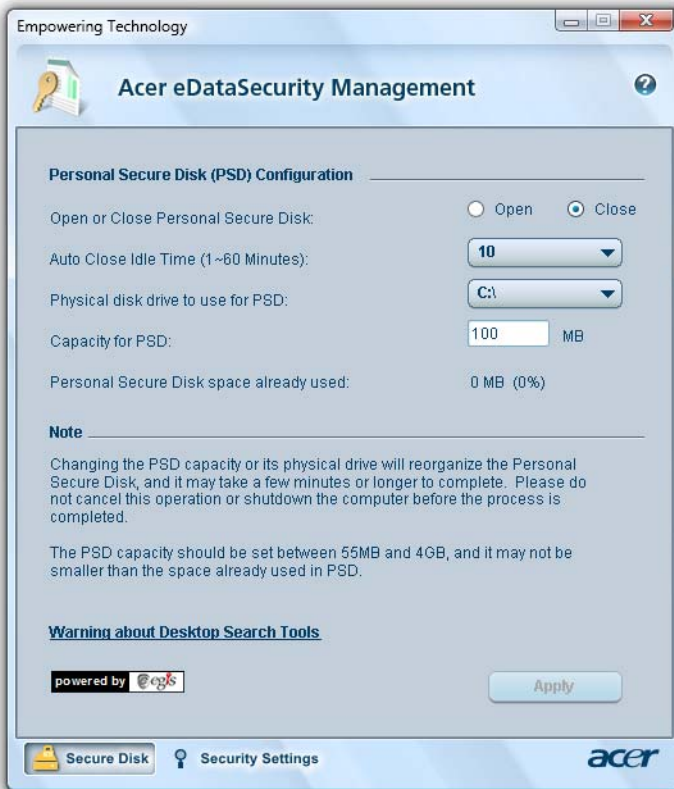 Empowering Technology
Acer eDataSecurity Management
Personal Secure Disk (PSD) Configuration
Open or Close Personal Secure Disk: Open Close
Auto Close Idle Time (1~60 Minutes): 10
Physical disk drive to use for PSD: C:\
Capacity for PSD: 100 MB
Personal Secure Disk space already used: 0 MB (0%)
Note
Changing the PSD capacity or its physical drive will reorganize the Personal
Secure Disk, and it may take a few minutes or longer to complete. Please do
not cancel this operation or shutdown the computer before the process is
completed.
The PSD capacity should be set between 55MB and 4GB, and it may not be
smaller than the space already used in PSD.
Warning about Desktop Search Tools
powered by egis
Apply
Secure Disk Security Settings acer